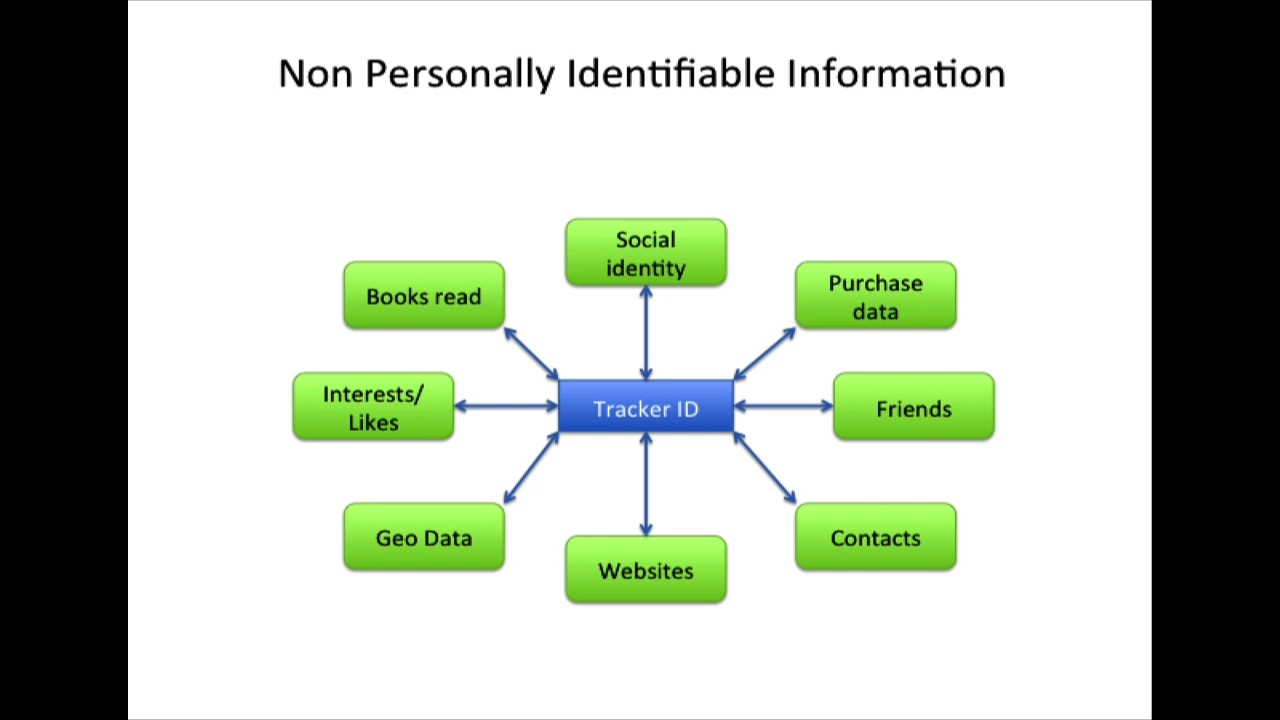 Non Personally Identifiable Information
Social
identity
Books read
Purchase
data
Interests/
Likes
Tracker ID
Friends
Geo Data
Contacts
Websites